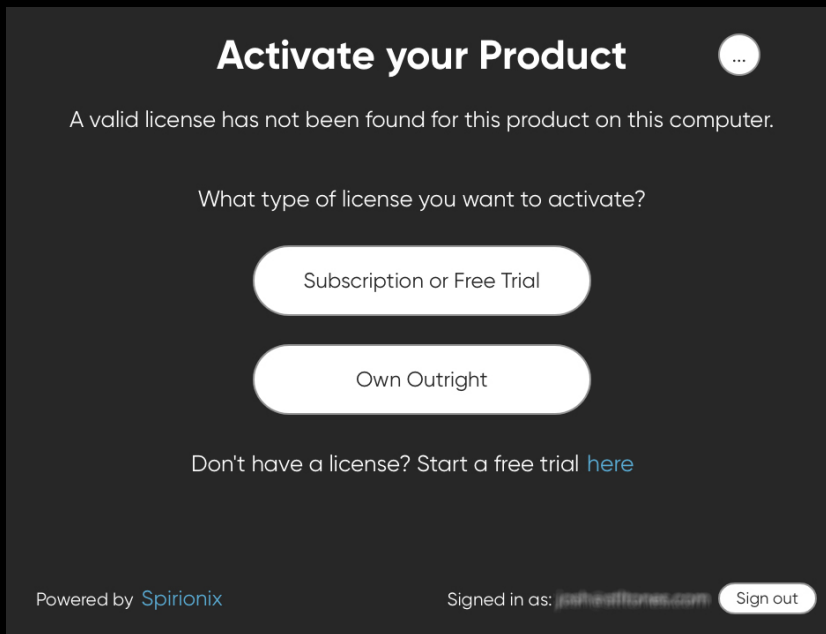 Activate your Product
...
A valid license has not been found for this product on this computer.
What type of license you want to activate?
Subscription or Free Trial
Own Outright
Don't have a license? Start a free trial here
Powered by Spirionix
Signed in as:
Sign out